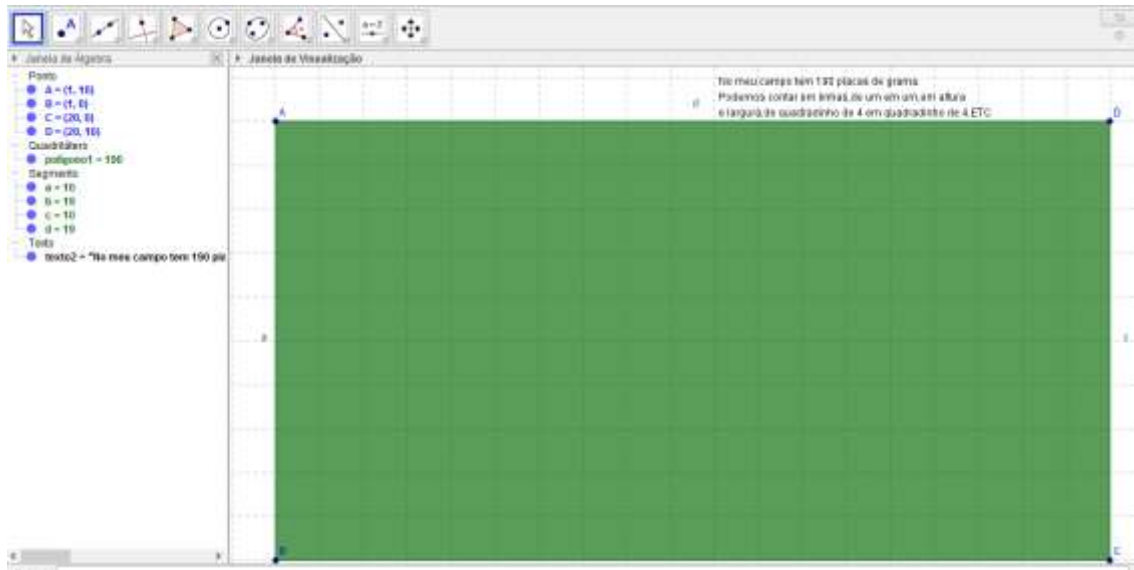 Janela de Álgebra
Janela de Visualização
Ponto
A = (1, 10)
B = (1, 0)
C = (20, 0)
D = (20, 10)
Quadrilátero
polígono1 = 190
Segmento
a = 10
b = 19
c = 10
d = 19
Texto
texto2 = "No meu campo tem 190 pla
No meu campo tem 190 placas de grama
Podemos contar em linhas,de um em um,em altura
e largura,de quadradinho de 4 em quadradinho de 4,ETC
d
A
D
a
c
B
C
A
a=2